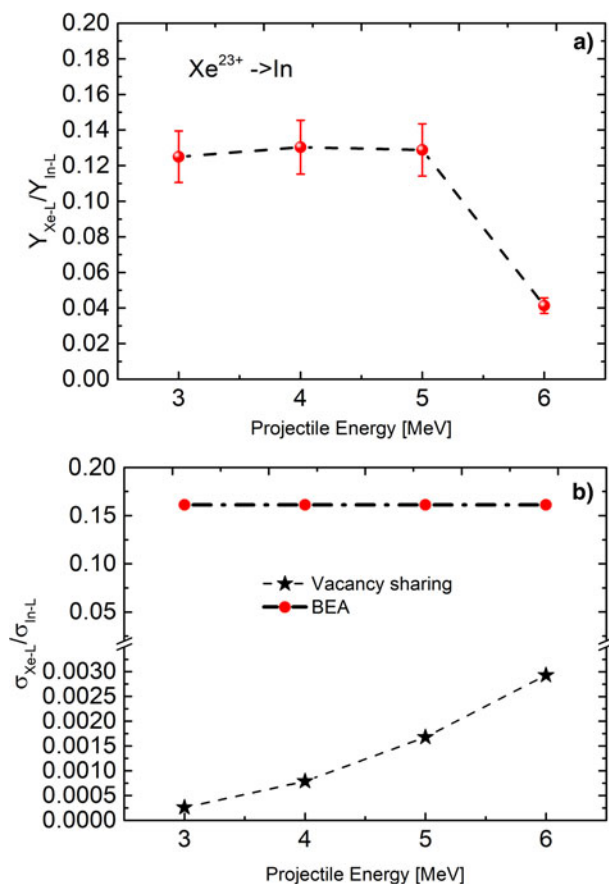 a)
Xe23+ ->In
YXe-L/YIn-L
0.20
0.18
0.16
0.14
0.12
0.10
0.08
0.06
0.04
0.02
0.00
3 4 5 6
Projectile Energy [MeV]
b)
σXe-L/σIn-L
0.20
0.15
0.10
0.05
Vacancy sharing
BEA
0.0030
0.0025
0.0020
0.0015
0.0010
0.0005
0.0000
3 4 5 6
Projectile Energy [MeV]